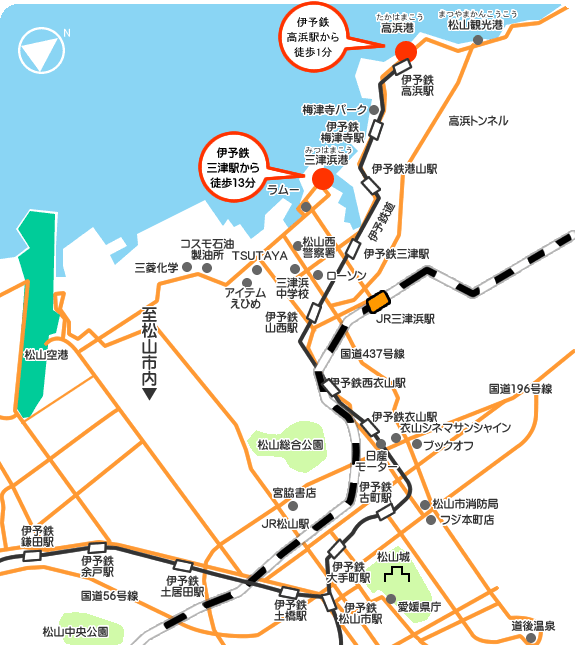 N
伊予鉄
高浜駅から
徒歩1分
たかはまこう
高浜港
まつやまかんこうこう
松山観光港
伊予鉄
高浜駅
梅津寺パーク
高浜トンネル
伊予鉄
梅津寺駅
伊予鉄
三津駅から
徒歩13分
みつはまこう
三津浜港
伊予鉄港山駅
ラムー
伊予鉄道
松山西
警察署
伊予鉄三津駅
コスモ石油
製油所
TSUTAYA
三菱化学
アイテム
えひめ
三津浜
中学校
ローソン
伊予鉄
山西駅
JR三津浜駅
至松山市内
松山空港
国道437号線
伊予鉄西衣山駅
国道196号線
伊予鉄衣山駅
衣山シネマサンシャイン
ブックオフ
松山総合公園
日産
モーター
伊予鉄
古町駅
宮脇書店
松山市消防局
フジ本町店
JR松山駅
伊予鉄
鎌田駅
伊予鉄
余戸駅
伊予鉄
土居田駅
伊予鉄
大手町駅
松山城
国道56号線
伊予鉄
土橋駅
伊予鉄
松山市駅
愛媛県庁
松山中央公園
道後温泉